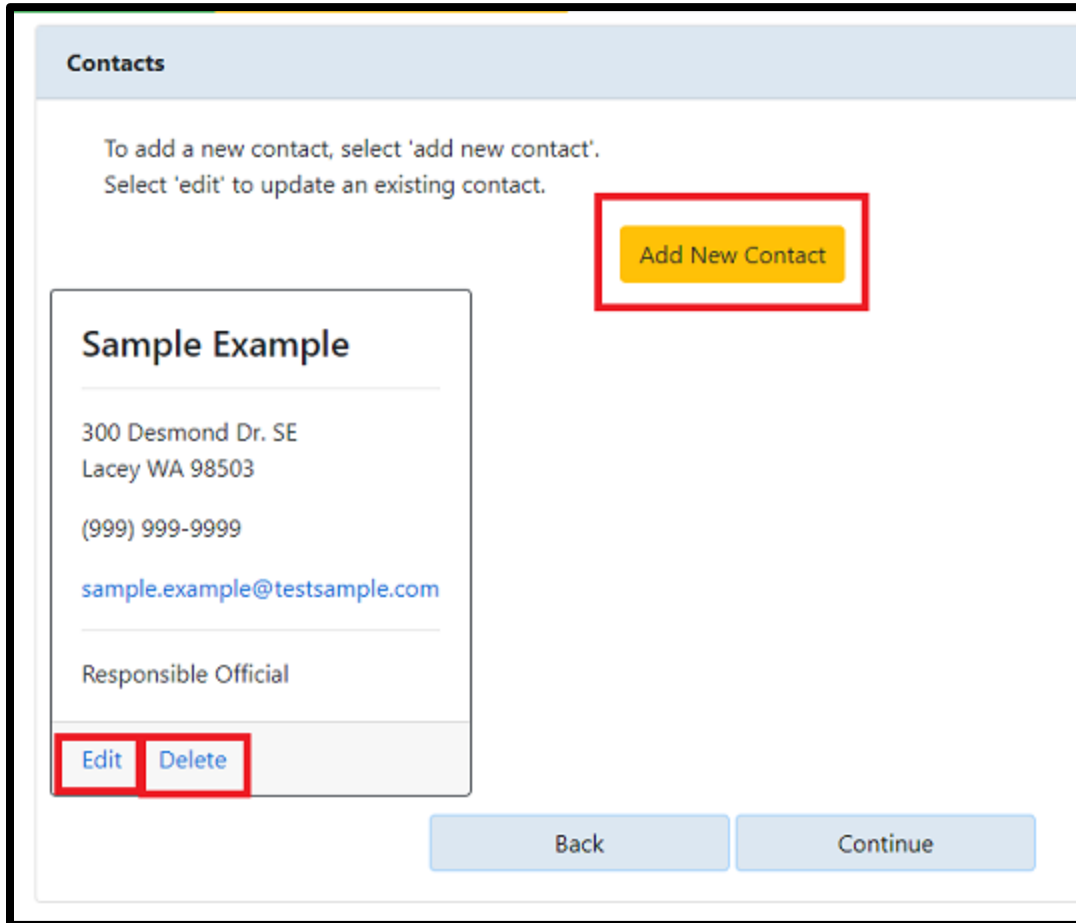 Contacts
To add a new contact, select 'add new contact'.
Select 'edit' to update an existing contact.
Add New Contact
Sample Example
300 Desmond Dr. SE
Lacey WA 98503
(999) 999-9999
sample.example@testsample.com
Responsible Official
Edit Delete
Back Continue